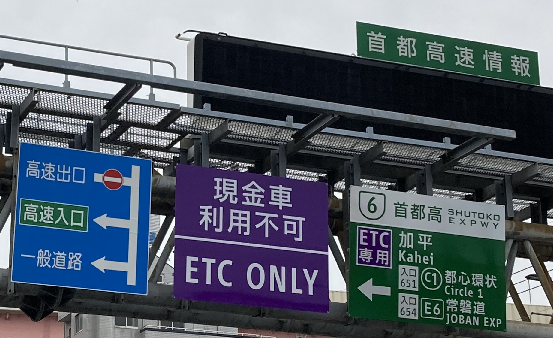 首都高速情報
高速出口
高速入口
一般道路
現金車
利用不可
ETC ONLY
6 首都高 SHUTOKO EXPWY
ETC専用
加平
Kahei
入口 651 C1 都心環状
Circle 1
入口 654 E6 常磐道
JOBAN EXP